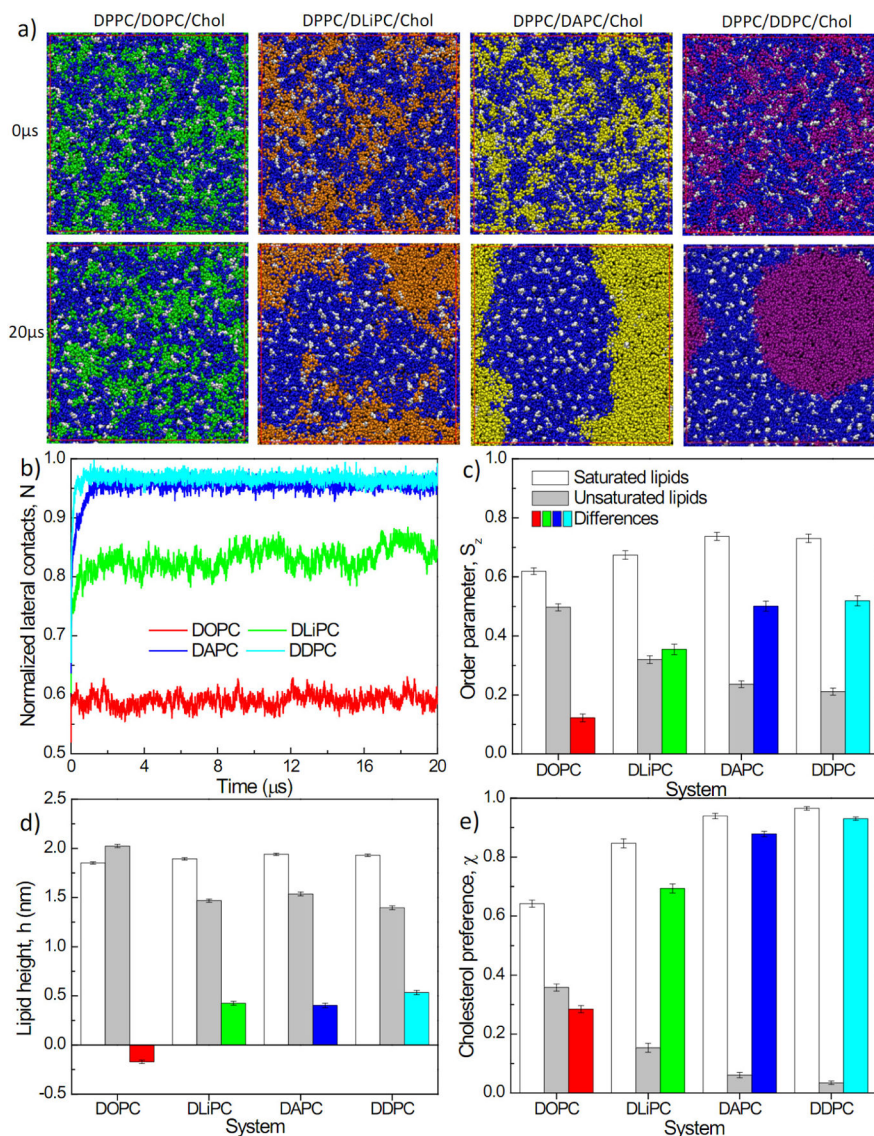 a)
DPPC/DOPC/Chol DPPC/DLiPC/Chol DPPC/DAPC/Chol DPPC/DDPC/Chol
0μs
20μs
b)
1.0
0.9
0.8
0.7
0.6
0.5
Normalized lateral contacts, N
DOPC DLiPC
DAPC DDPC
0 4 8 12 16 20
Time (μs)
c)
1.0
0.8
0.6
0.4
0.2
0.0
Order parameter, S_z
Saturated lipids
Unsaturated lipids
Differences
DOPC DLiPC DAPC DDPC
System
d)
2.5
2.0
1.5
1.0
0.5
0.0
-0.5
Lipid height, h (nm)
DOPC DLiPC DAPC DDPC
System
e)
1.0
0.8
0.6
0.4
0.2
0.0
Cholesterol preference, χ
DOPC DLiPC DAPC DDPC
System